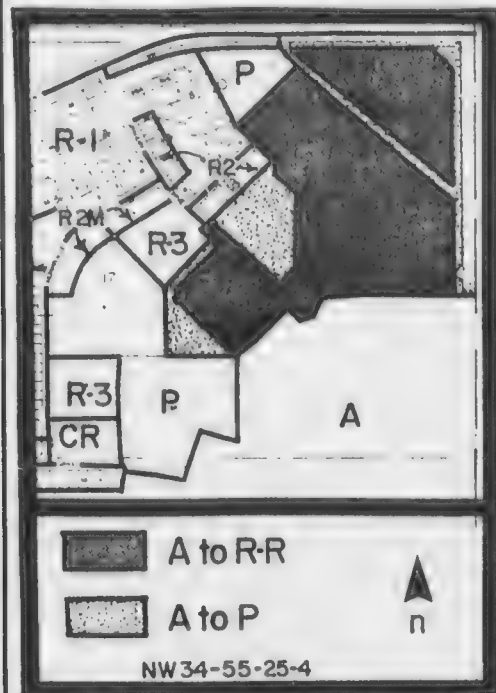 P
R-1
R2
R2M
R-3
R-3
P
A
CR
A to R-R
A to P
n
NW34-55-25-4